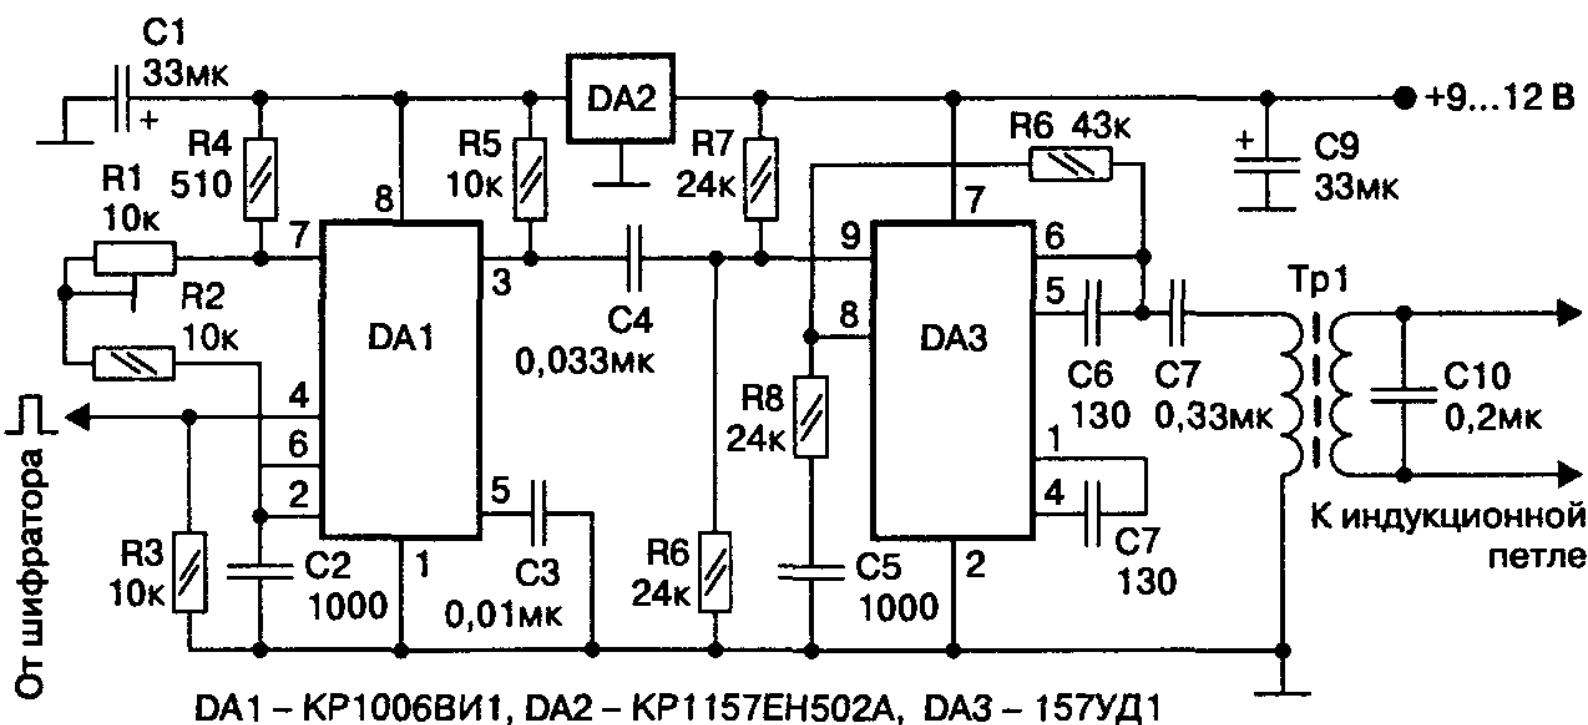 C1
33мк
DA2
+9...12 В
R4
510
R5
10к
R7
24к
R6 43к
+
C9
33мк
+
R1
10к
8
7
7
3
9
6
R2
10к
DA1
C4
0,033мк
8
DA3
5
Тр1
C6
130
C7
0,33мк
C10
0,2мк
4
R8
24к
6
1
2
5
4
К индукционной
петле
От шифратора
R3
10к
C2
1000
1
C3
0,01мк
R6
24к
C5
1000
2
C7
130
DA1 – КР1006ВИ1, DA2 – КР1157ЕН502А, DA3 – 157УД1